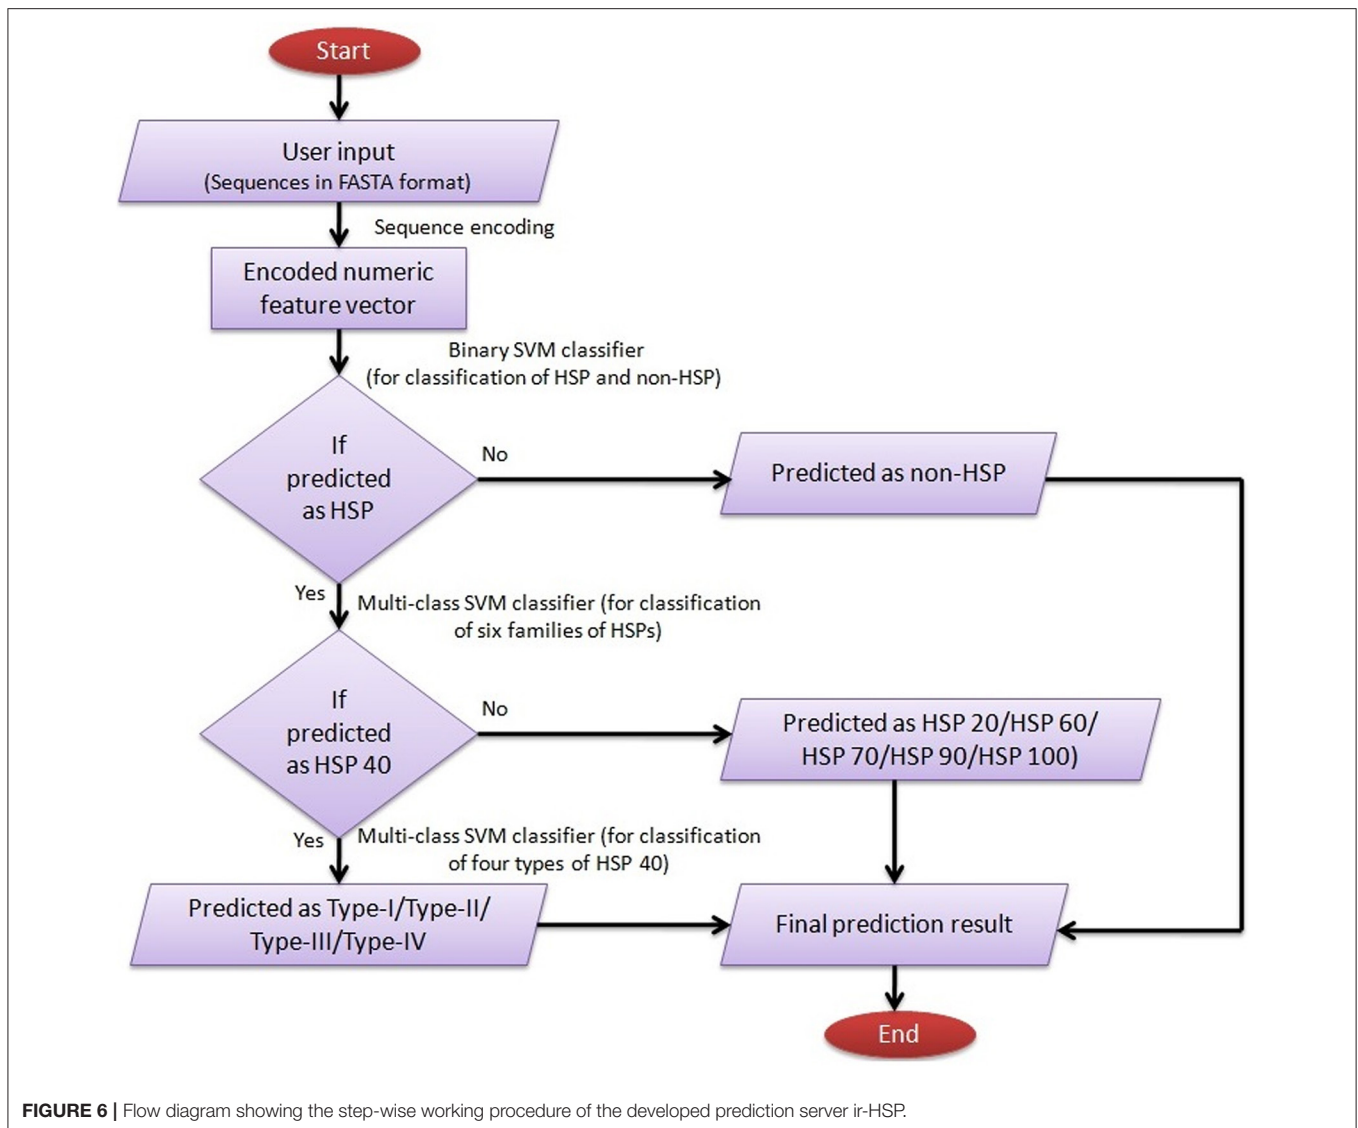 Start
User input
(Sequences in FASTA format)
Sequence encoding
Encoded numeric
feature vector
Binary SVM classifier
(for classification of HSP and non-HSP)
If
predicted
as HSP
No
Predicted as non-HSP
Yes
Multi-class SVM classifier (for classification
of six families of HSPs)
If
predicted
as HSP 40
No
Predicted as HSP 20/HSP 60/
HSP 70/HSP 90/HSP 100)
Yes
Multi-class SVM classifier (for classification
of four types of HSP 40)
Predicted as Type-I/Type-II/
Type-III/Type-IV
Final prediction result
End
FIGURE 6 | Flow diagram showing the step-wise working procedure of the developed prediction server ir-HSP.